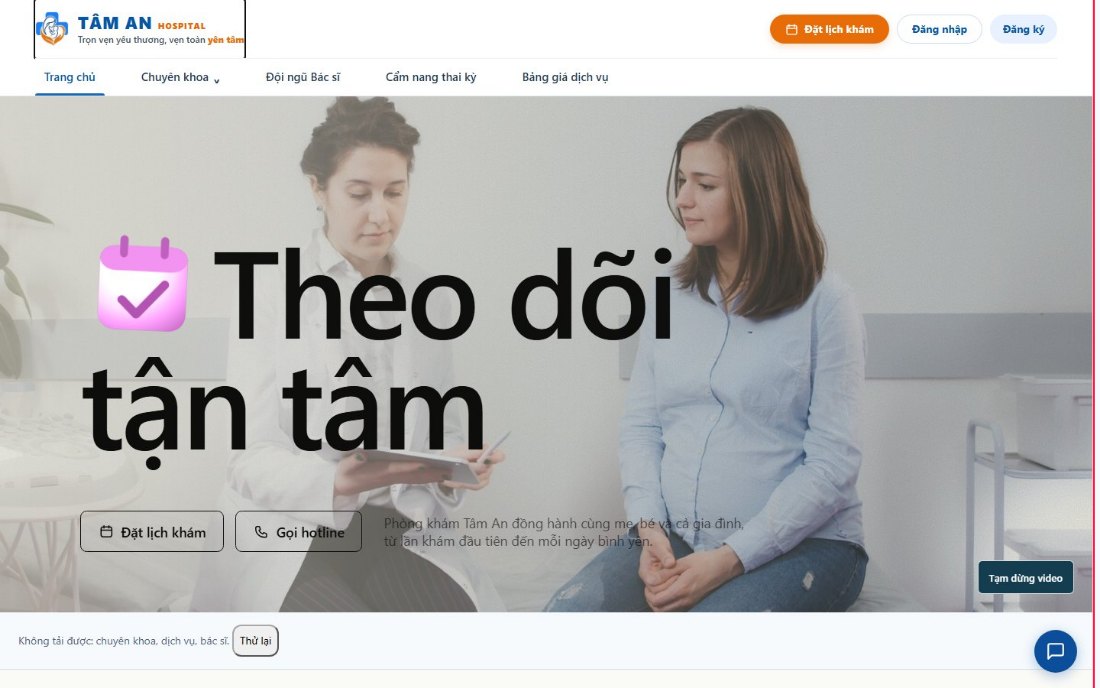 TÂM AN HOSPITAL
Trọn vẹn yêu thương, vẹn toàn yên tâm
Đặt lịch khám
Đăng nhập
Đăng ký
Trang chủ
Chuyên khoa
Đội ngũ Bác sĩ
Cẩm nang thai kỳ
Bảng giá dịch vụ
Theo dõi
tận tâm
Đặt lịch khám
Gọi hotline
Phòng khám Tâm An đồng hành cùng mẹ, bé và cả gia đình,
từ lần khám đầu tiên đến mỗi ngày bình yên.
Tạm dừng video
Không tải được: chuyên khoa, dịch vụ, bác sĩ.
Thử lại